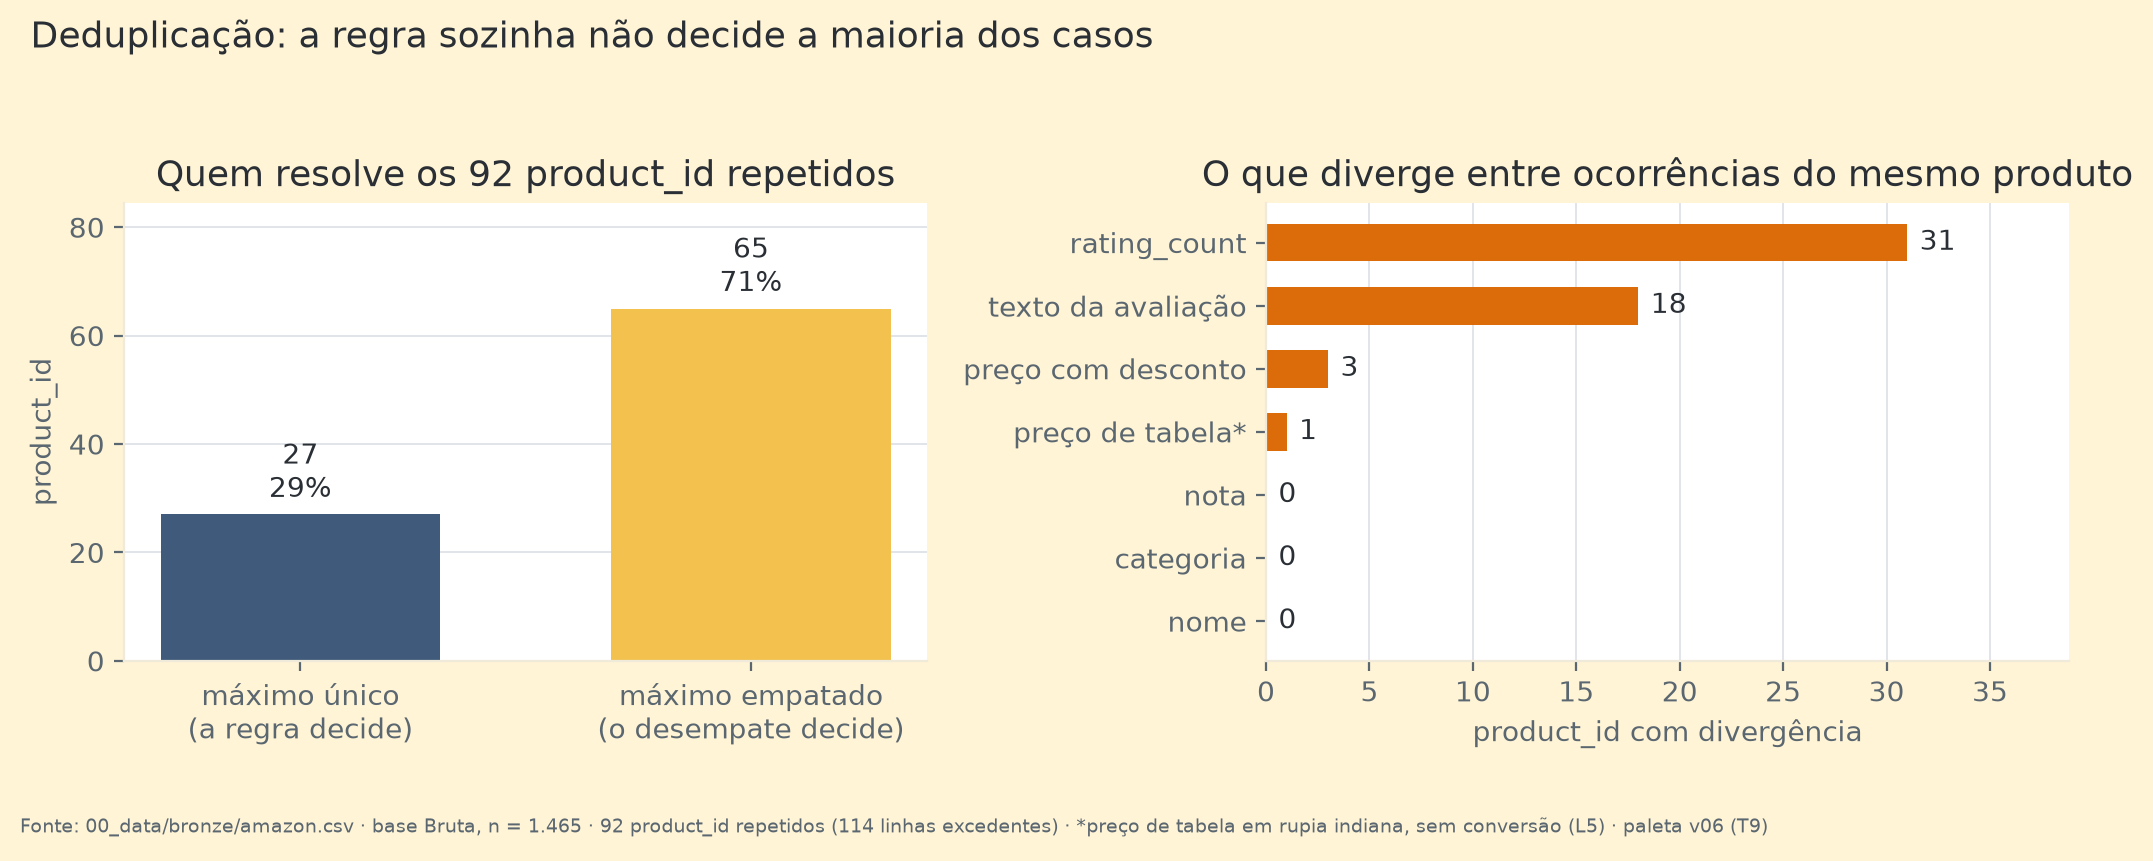 Deduplicação: a regra sozinha não decide a maioria dos casos
Quem resolve os 92 product_id repetidos
product_id
80
60
40
20
0
27
29%
65
71%
máximo único
(a regra decide)
máximo empatado
(o desempate decide)
O que diverge entre ocorrências do mesmo produto
rating_count
31
texto da avaliação
18
preço com desconto
3
preço de tabela*
1
nota
0
categoria
0
nome
0
0 5 10 15 20 25 30 35
product_id com divergência
Fonte: 00_data/bronze/amazon.csv · base Bruta, n = 1.465 · 92 product_id repetidos (114 linhas excedentes) · *preço de tabela em rupia indiana, sem conversão (L5) · paleta v06 (T9)